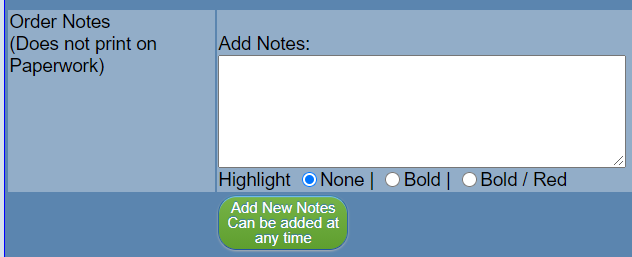 Order Notes
(Does not print on
Paperwork)
Add Notes:
Highlight None | Bold | Bold / Red
Add New Notes
Can be added at
any time